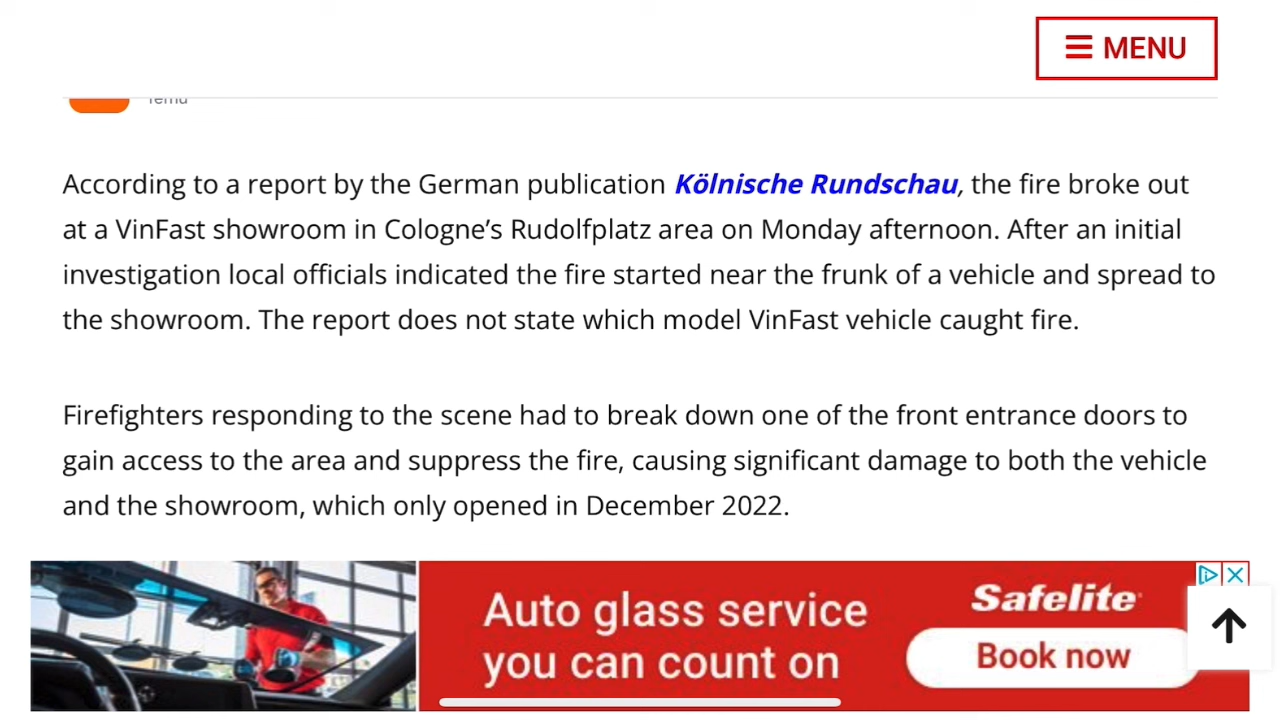 MENU
Temu
According to a report by the German publication Kölnische Rundschau, the fire broke out
at a VinFast showroom in Cologne’s Rudolfplatz area on Monday afternoon. After an initial
investigation local officials indicated the fire started near the frunk of a vehicle and spread to
the showroom. The report does not state which model VinFast vehicle caught fire.
Firefighters responding to the scene had to break down one of the front entrance doors to
gain access to the area and suppress the fire, causing significant damage to both the vehicle
and the showroom, which only opened in December 2022.
Auto glass service
you can count on
Safelite
Book now